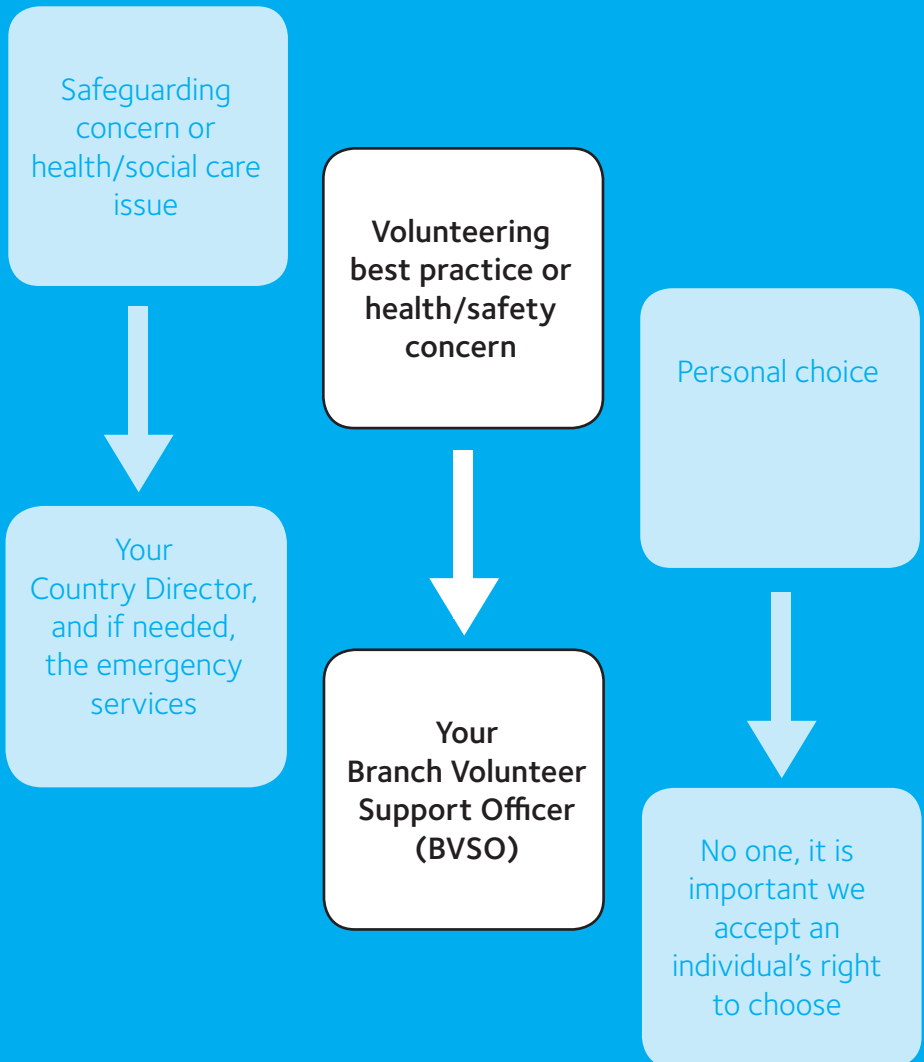 Safeguarding
concern or
health/social care
issue
Your
Country Director,
and if needed,
the emergency
services
Volunteering
best practice or
health/safety
concern
Your
Branch Volunteer
Support Officer
(BVSO)
Personal choice
No one, it is
important we
accept an
individual’s right
to choose